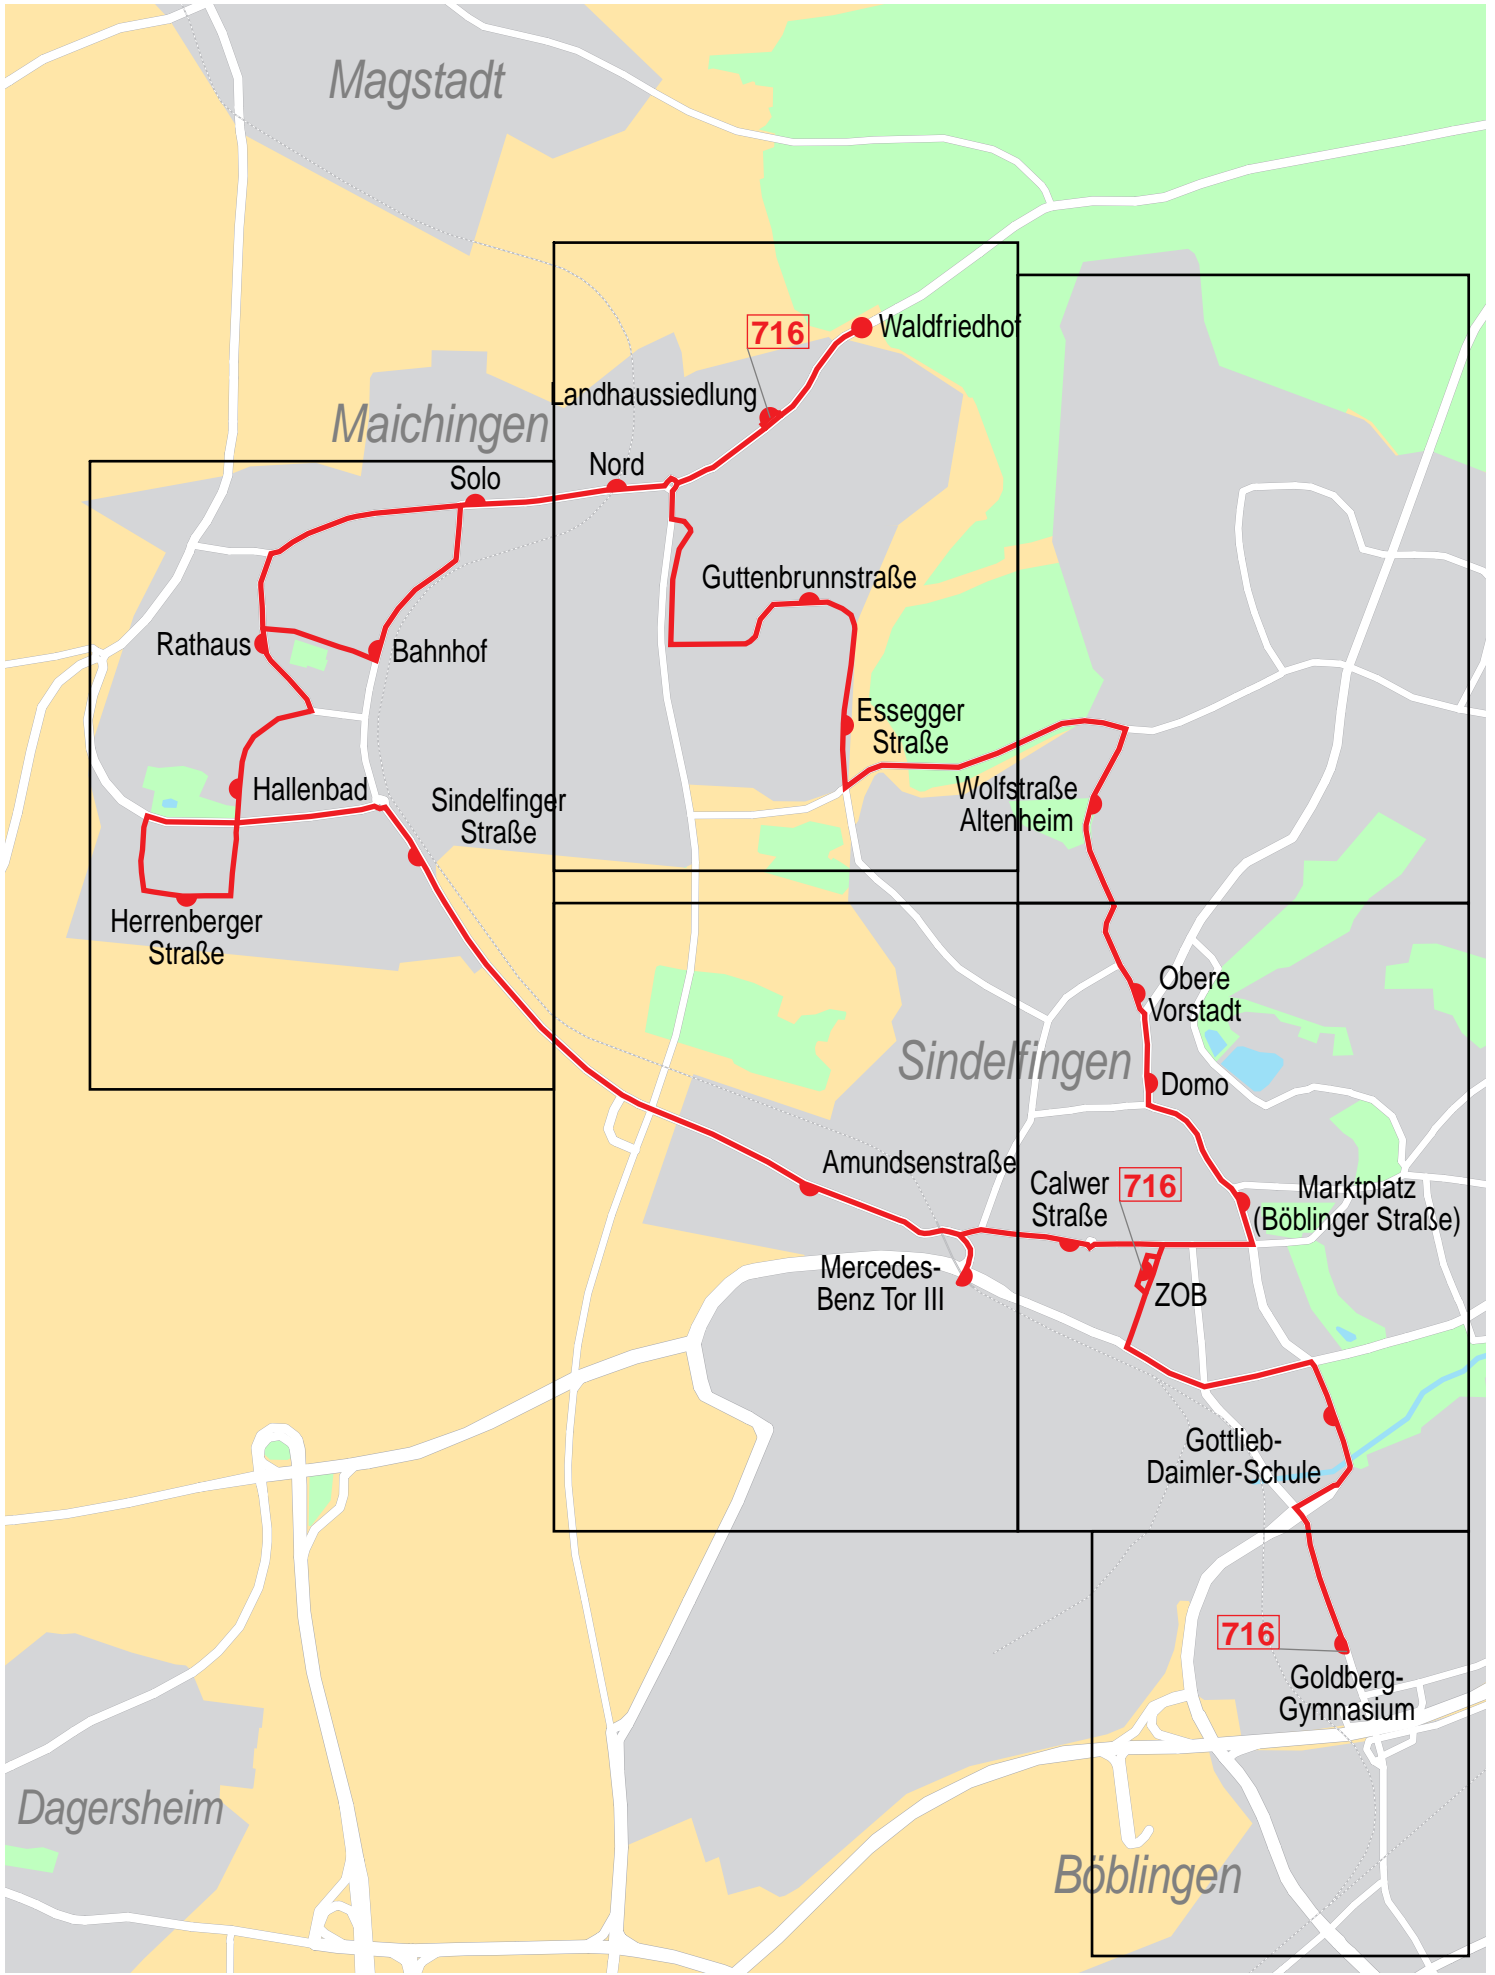 Magstadt
716
Waldfriedhof
Landhaussiedlung
Maichingen
Nord
Solo
Guttenbrunnstraße
Rathaus
Bahnhof
Essegger
Straße
Hallenbad
Sindelfinger
Straße
Wolfstraße
Altenheim
Herrenberger
Straße
Obere
Vorstadt
Sindelfingen
Domo
Amundsenstraße
Calwer
Straße
716
Marktplatz
(Böblinger Straße)
Mercedes-
Benz Tor III
ZOB
Gottlieb-
Daimler-Schule
716
Goldberg-
Gymnasium
Dagersheim
Böblingen